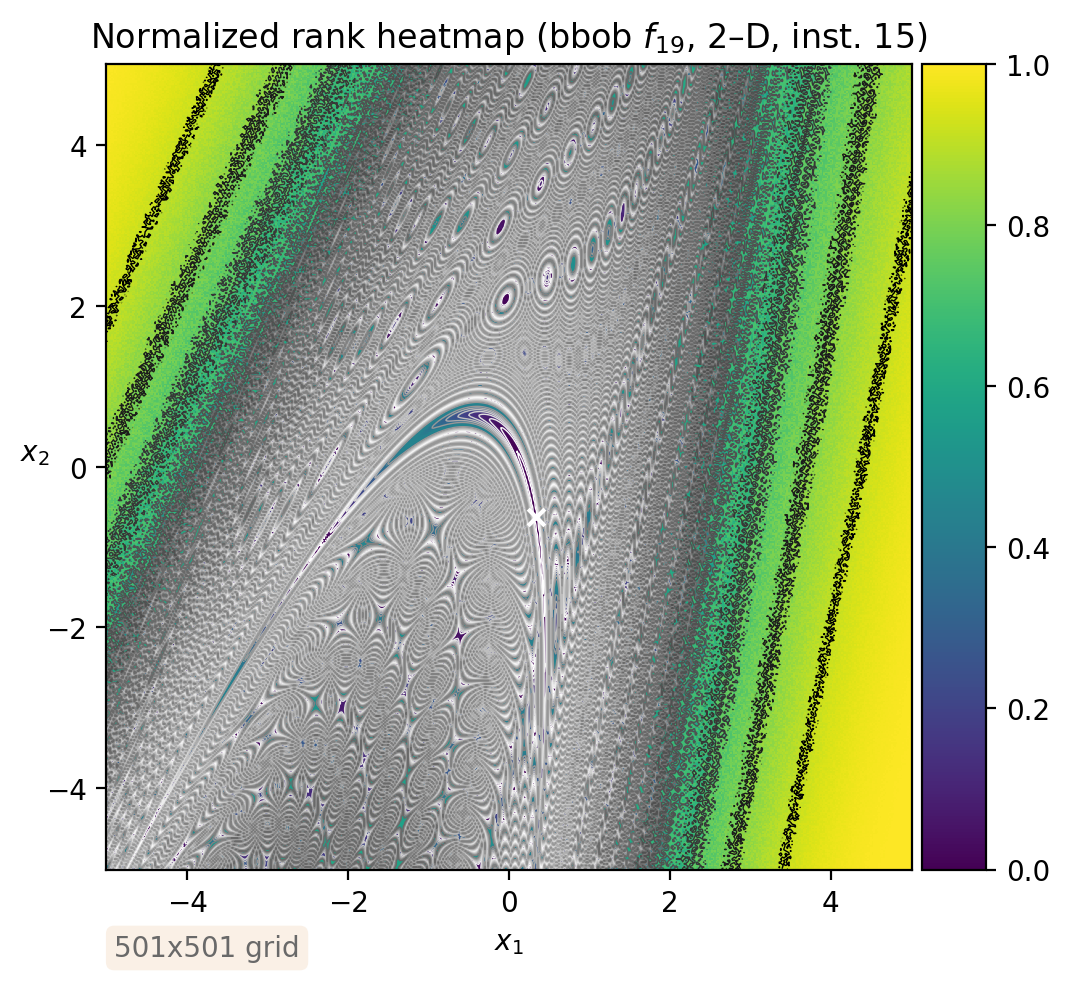 Normalized rank heatmap (bbob f19, 2–D, inst. 15)
1.0
0.8
0.6
0.4
0.2
0.0
4
2
0
−2
−4
x2
−4 −2 0 2 4
x1
501x501 grid